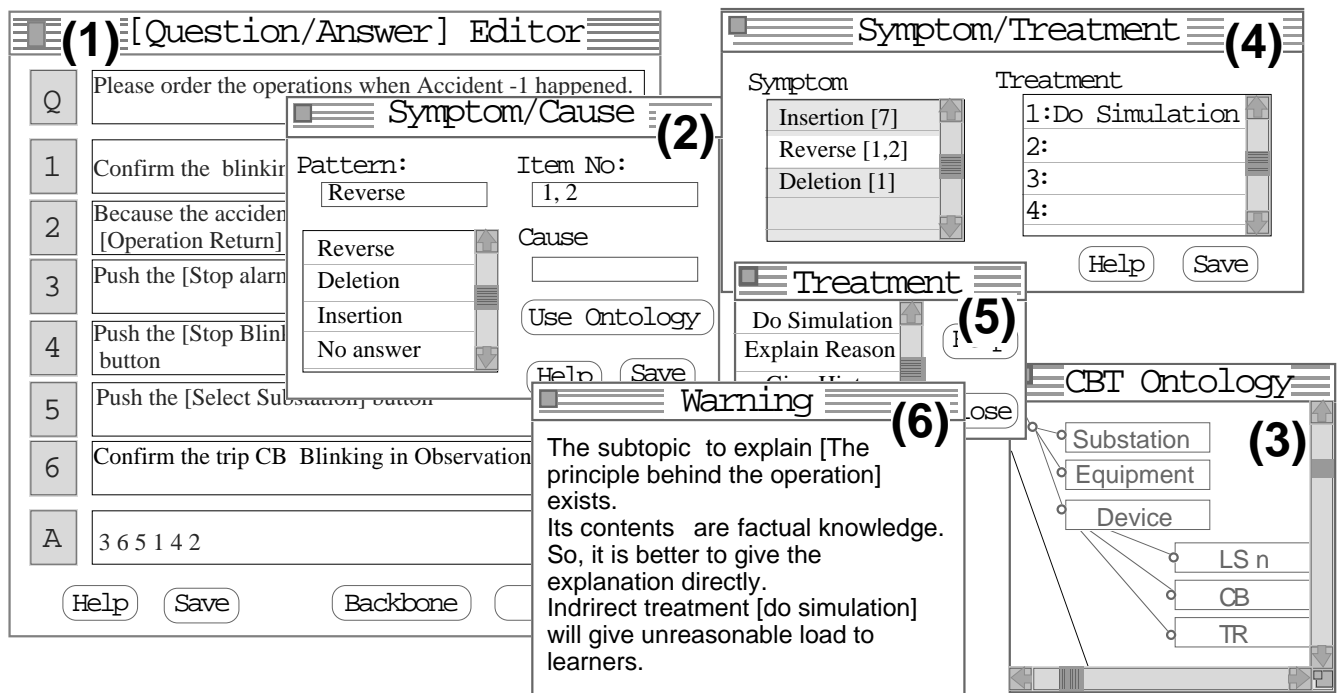 (1) [Question/Answer] Editor
Q
Please order the operations when Accident -1 happened.
1
Confirm the
2
Because the
[Operation Return]
3
Push the [Stop
4
Push the [Stop
button
5
Push the [Select Substation] button
6
Confirm the trip CB Blinking in
A
3 6 5 1 4 2
Help
Save
Backbone
Symptom/Cause (2)
Pattern:
Reverse
Item No:
1, 2
Reverse
Deletion
Insertion
No answer
Cause
Use Ontology
Help
Save
Symptom/Treatment (4)
Symptom
Insertion [7]
Reverse [1,2]
Deletion [1]
Treatment
1:Do Simulation
2:
3:
4:
Help
Save
Treatment
(5)
Do Simulation
Explain Reason
CBT Ontology
(3)
Substation
Equipment
Device
LS n
CB
TR
Warning
(6)
The subtopic to explain [The
principle behind the operation]
exists.
Its contents are factual knowledge.
So, it is better to give the
explanation directly.
Indrirect treatment [do simulation]
will give unreasonable load to
learners.